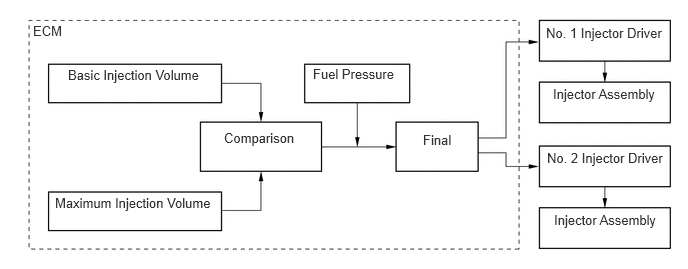 ECM
No. 1 Injector Driver
Basic Injection Volume
Fuel Pressure
Injector Assembly
Comparison
Final
No. 2 Injector Driver
Maximum Injection Volume
Injector Assembly